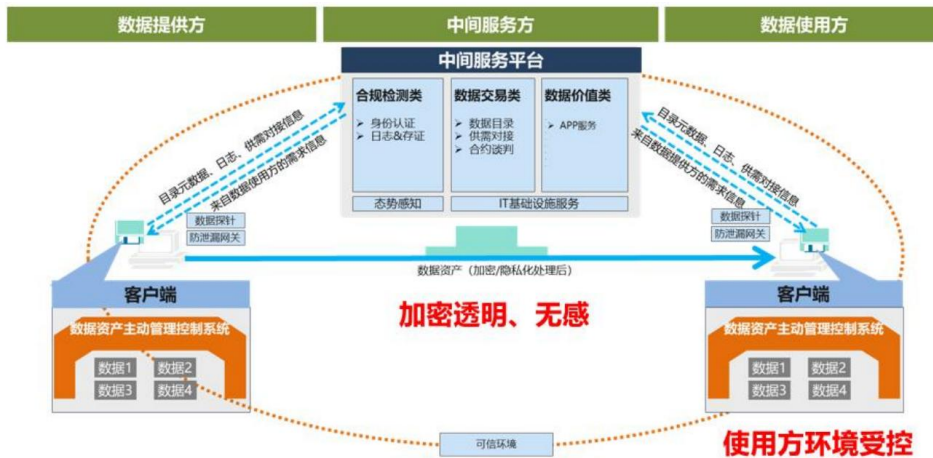 数据提供方
中间服务方
数据使用方
中间服务平台
合规检测类
➢ 身份认证
➢ 日志&存证
数据交易类
➢ 数据目录
➢ 供需对接
➢ 合约谈判
数据价值类
➢ APP服务
态势感知
IT基础设施服务
目录元数据、日志、供需对接信息
来自数据使用方的需求信息
目录元数据、日志、供需对接信息
来自数据提供方的需求信息
数据探针
防泄漏网关
数据探针
防泄漏网关
数据资产（加密/隐私化处理后）
加密透明、无感
客户端
数据资产主动管理控制系统
数据1
数据2
数据3
数据4
客户端
数据资产主动管理控制系统
数据1
数据2
数据3
数据4
可信环境
使用方环境受控